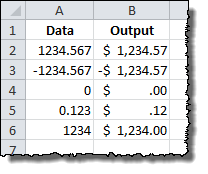 A B
1 Data Output
2 1234.567 $ 1,234.57
3 -1234.567 -$ 1,234.57
4 0 $ .00
5 0.123 $ .12
6 1234 $ 1,234.00
7